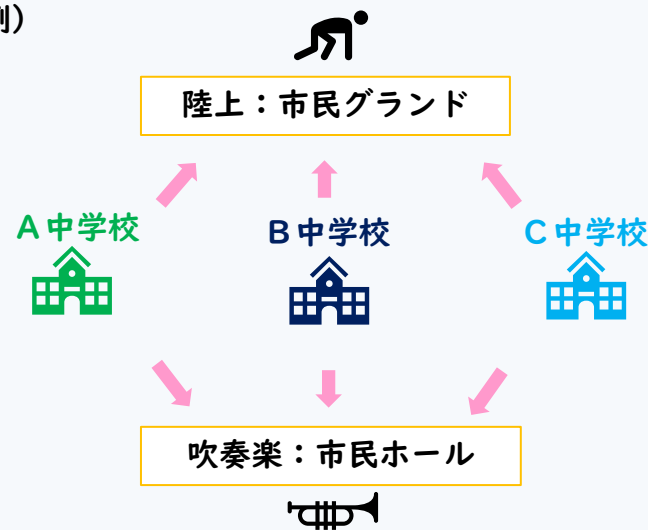 例）
陸上：市民グランド
A中学校
B中学校
C中学校
吹奏楽：市民ホール